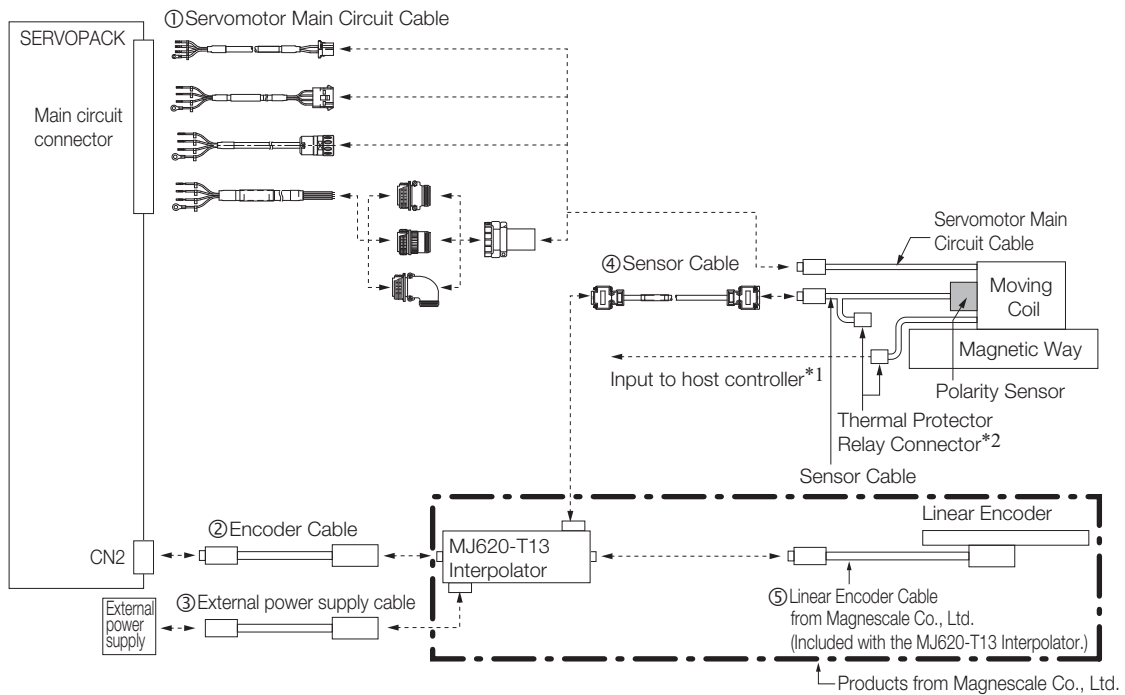 ①Servomotor Main Circuit Cable
SERVOPACK
Main circuit
connector
Servomotor Main
Circuit Cable
④Sensor Cable
Moving
Coil
Magnetic Way
Input to host controller*1
Polarity Sensor
Thermal Protector
Relay Connector*2
Sensor Cable
Linear Encoder
②Encoder Cable
CN2
MJ620-T13
Interpolator
③External power supply cable
External
power
supply
⑤Linear Encoder Cable
from Magnescale Co., Ltd.
(Included with the MJ620-T13 Interpolator.)
Products from Magnescale Co., Ltd.